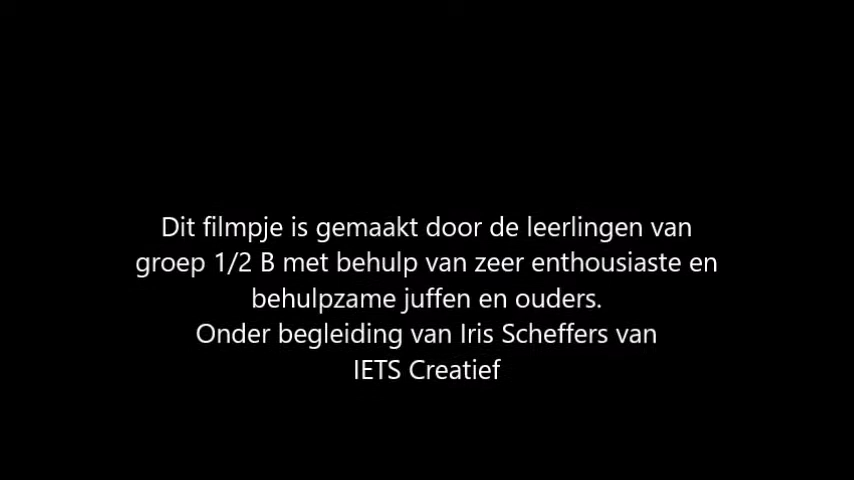 Dit filmpje is gemaakt door de leerlingen van
groep 1/2 B met behulp van zeer enthousiaste en
behulpzame juffen en ouders.
Onder begleiding van Iris Scheffers van
IETS Creatief